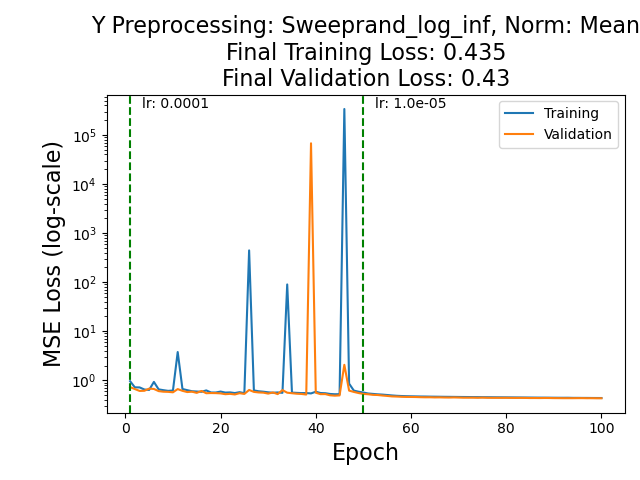 Y Preprocessing: Sweeprand_log_inf, Norm: Mean
Final Training Loss: 0.435
Final Validation Loss: 0.43
lr: 0.0001
lr: 1.0e-05
Training
Validation
MSE Loss (log-scale)
10⁵
10⁴
10³
10²
10¹
10⁰
0 20 40 60 80 100
Epoch